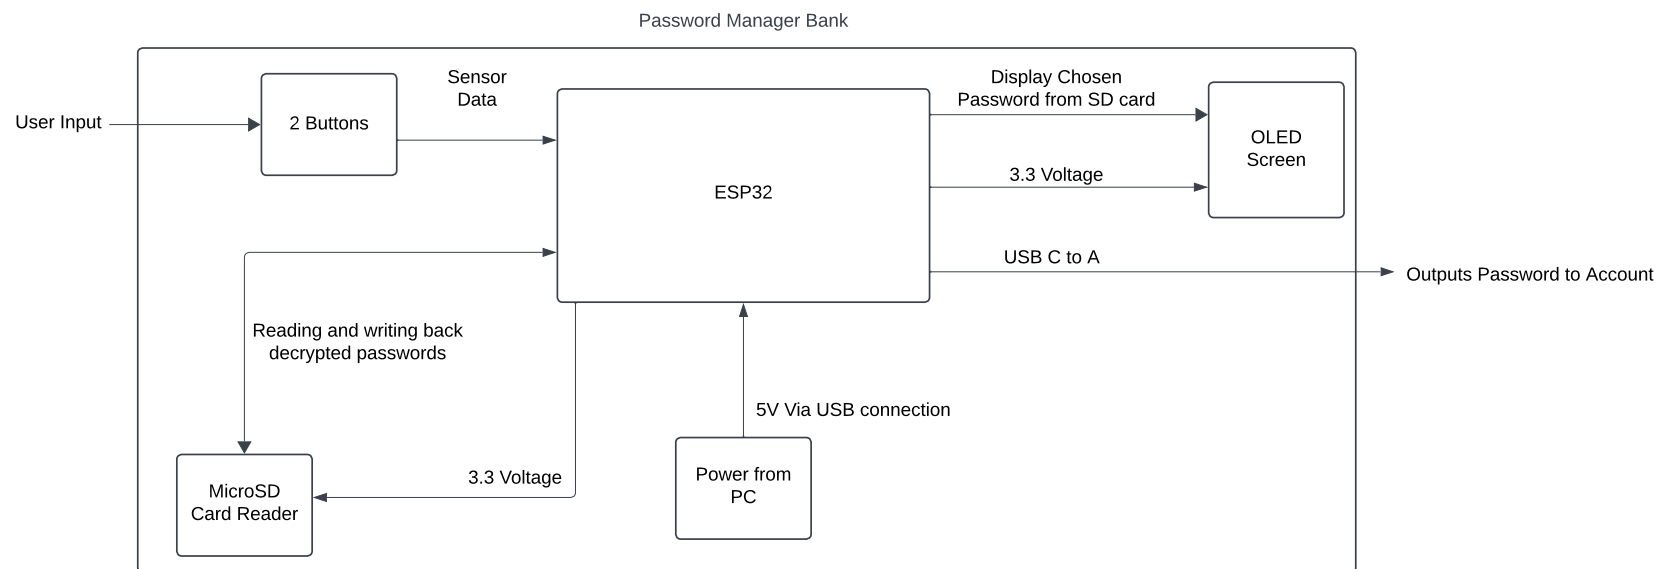 Password Manager Bank
Sensor
Data
Display Chosen
Password from SD card
User Input
2 Buttons
OLED
Screen
3.3 Voltage
ESP32
USB C to A
Outputs Password to Account
Reading and writing back
decrypted passwords
5V Via USB connection
3.3 Voltage
Power from
PC
MicroSD
Card Reader